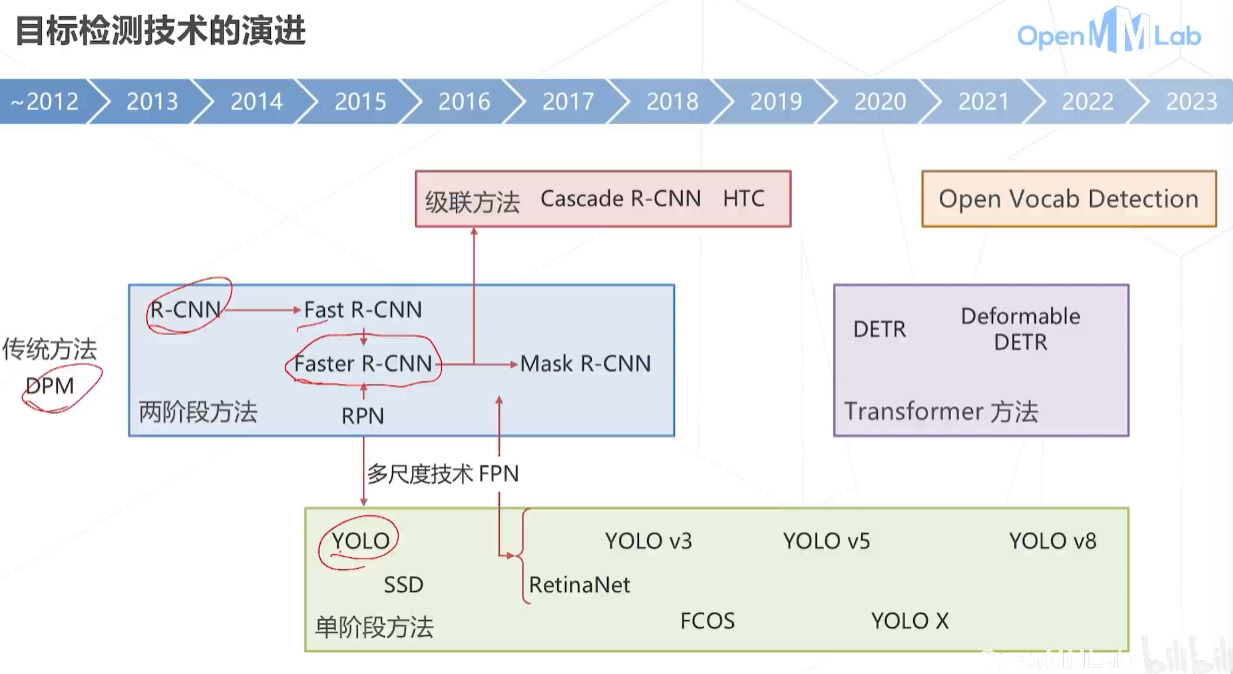 目标检测技术的演进
OpenMMLab
~2012 2013 2014 2015 2016 2017 2018 2019 2020 2021 2022 2023
级联方法 Cascade R-CNN HTC
Open Vocab Detection
R-CNN Fast R-CNN
Faster R-CNN Mask R-CNN
RPN
两阶段方法
传统方法
DPM
DETR
Deformable
DETR
Transformer 方法
多尺度技术 FPN
YOLO YOLO v3 YOLO v5 YOLO v8
SSD RetinaNet
FCOS YOLO X
单阶段方法
bilibili